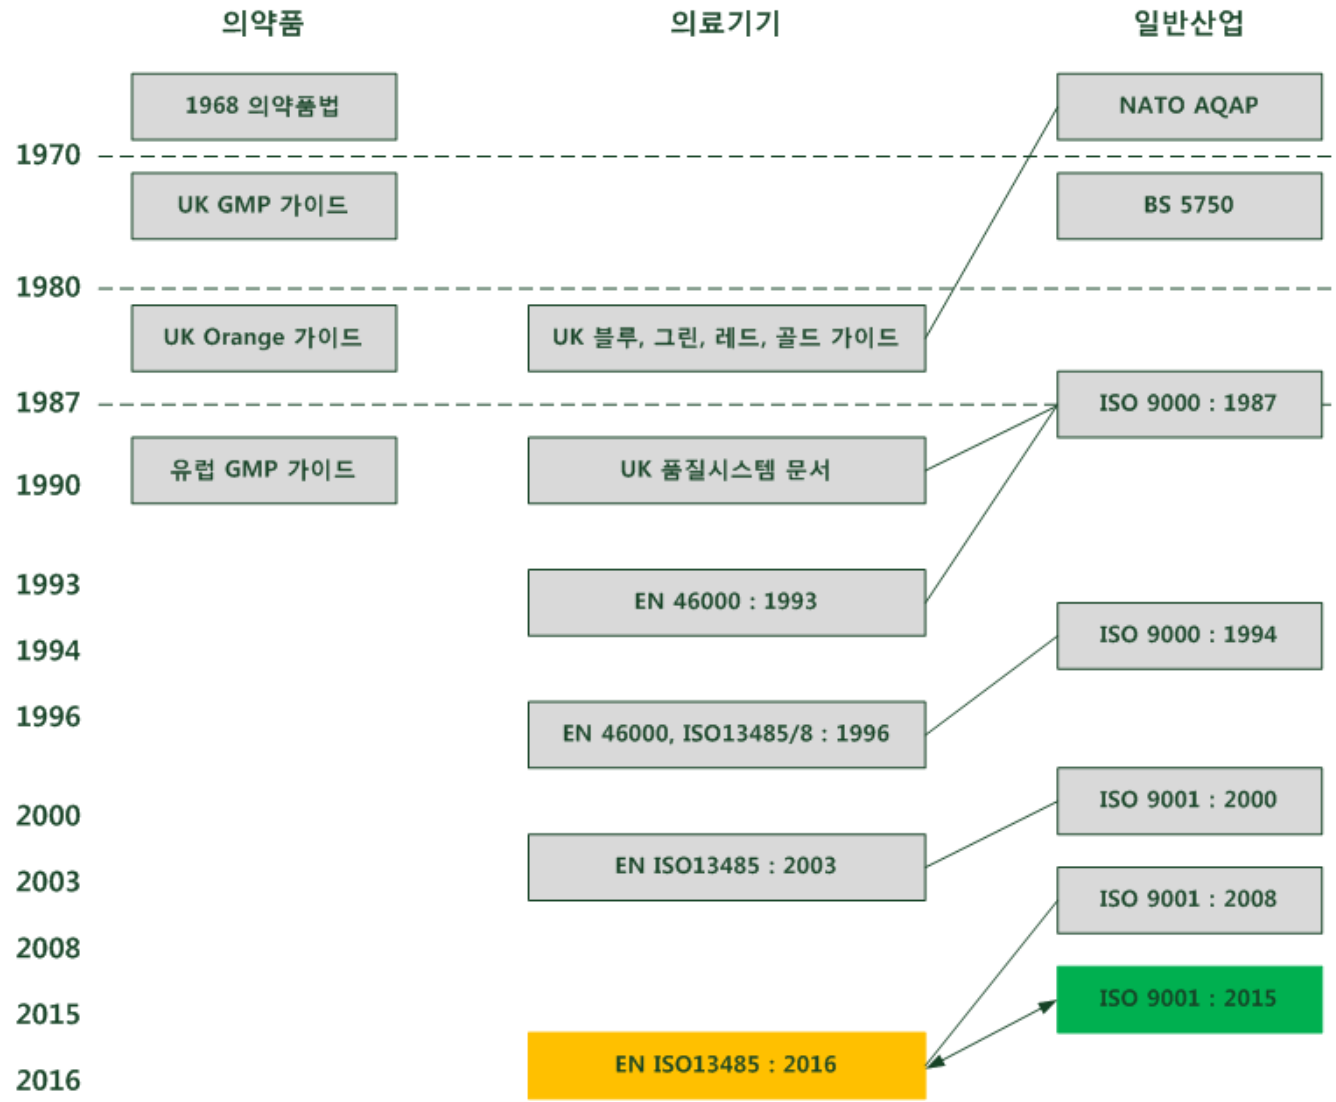 의약품 의료기기 일반산업
1968 의약품법 NATO AQAP
1970
UK GMP 가이드 BS 5750
1980
UK Orange 가이드 UK 블루, 그린, 레드, 골드 가이드
1987 ISO 9000 : 1987
유럽 GMP 가이드 UK 품질시스템 문서
1990
1993
EN 46000 : 1993
ISO 9000 : 1994
1994
1996
EN 46000, ISO13485/8 : 1996
ISO 9001 : 2000
2000
EN ISO13485 : 2003
2003
ISO 9001 : 2008
2008
ISO 9001 : 2015
2015
EN ISO13485 : 2016
2016